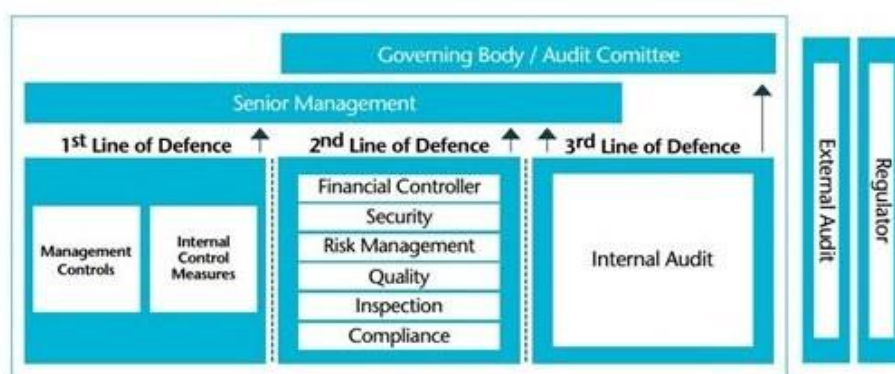 Governing Body / Audit Comittee
Senior Management
1st Line of Defence
2nd Line of Defence
3rd Line of Defence
Management
Controls
Internal
Control
Measures
Financial Controller
Security
Risk Management
Quality
Inspection
Compliance
Internal Audit
External Audit
Regulator